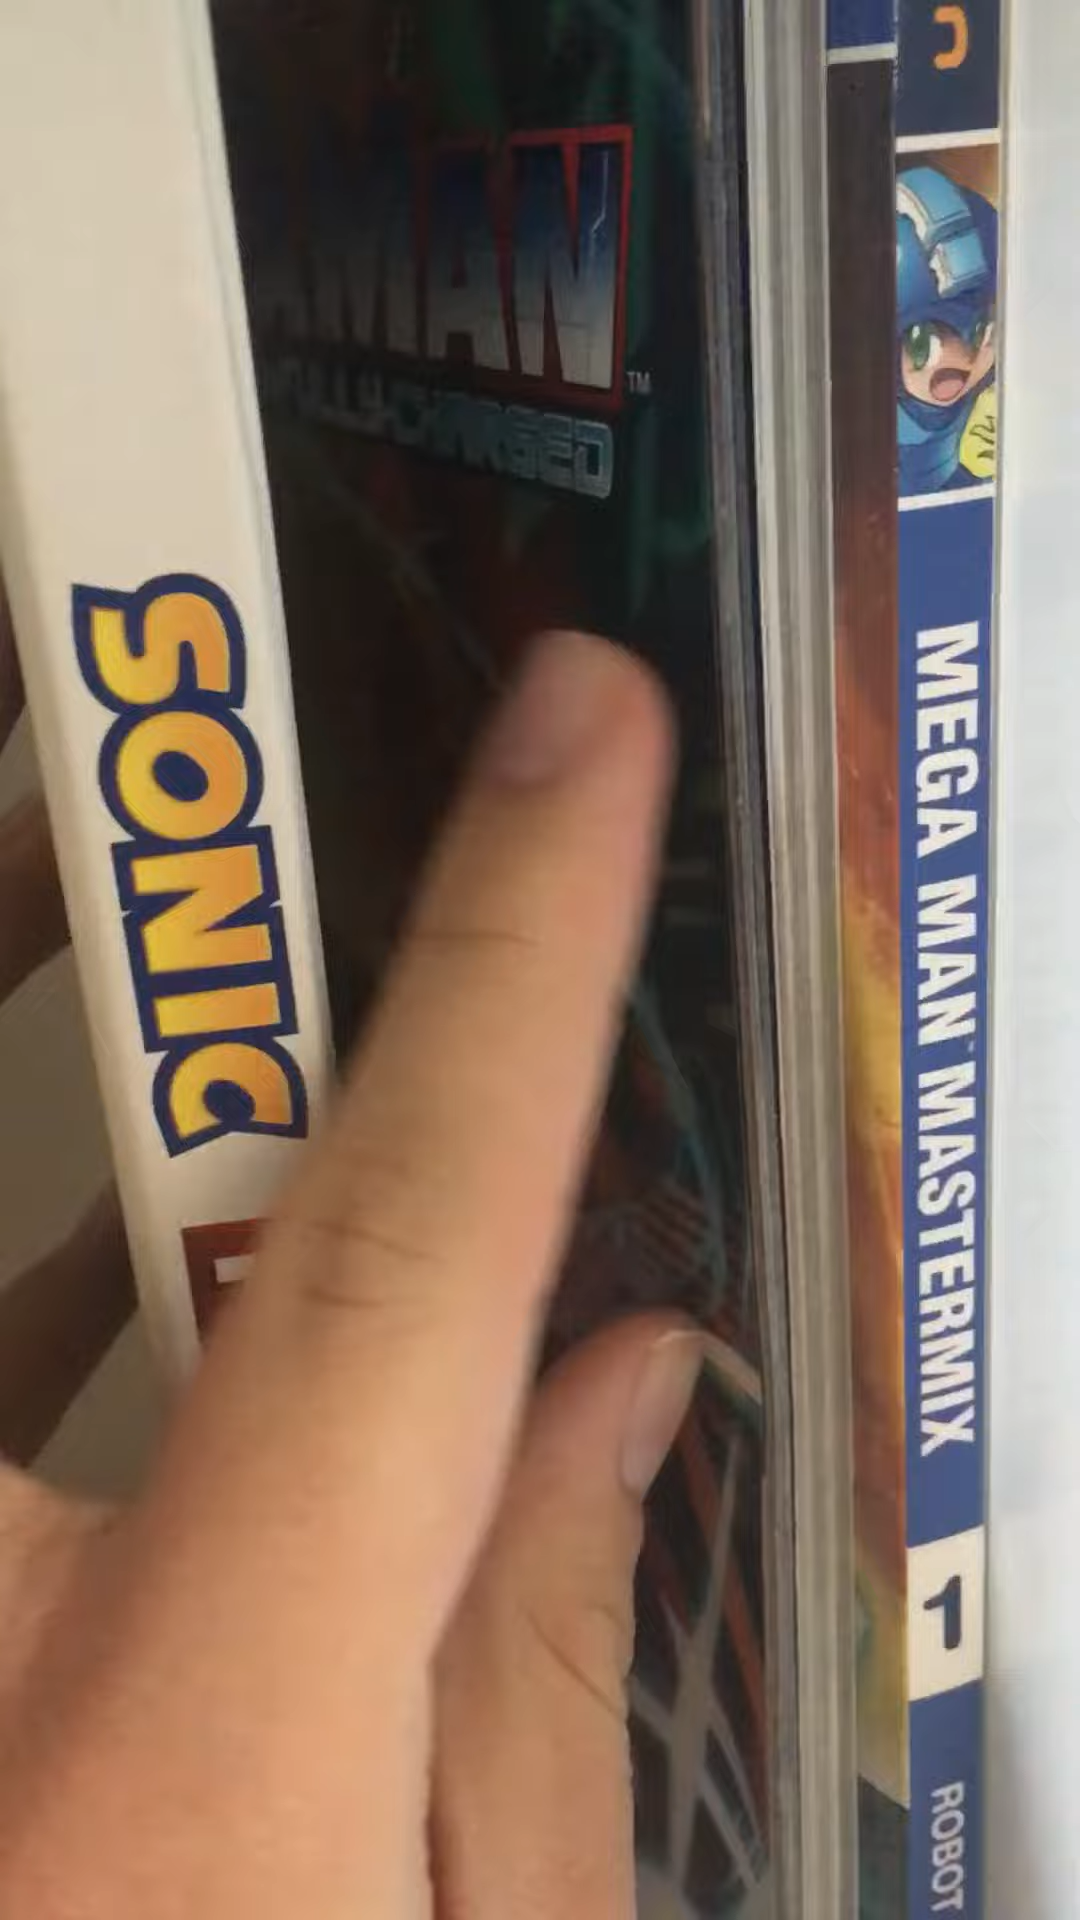 SONIC
MAN
TM
FULLY CHARGED
MEGA MAN MASTERMIX
1
ROBOT